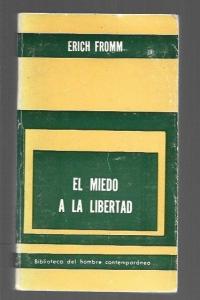 ERICH FROMM
EL MIEDO
A LA LIBERTAD
Biblioteca del hombre contemporáneo